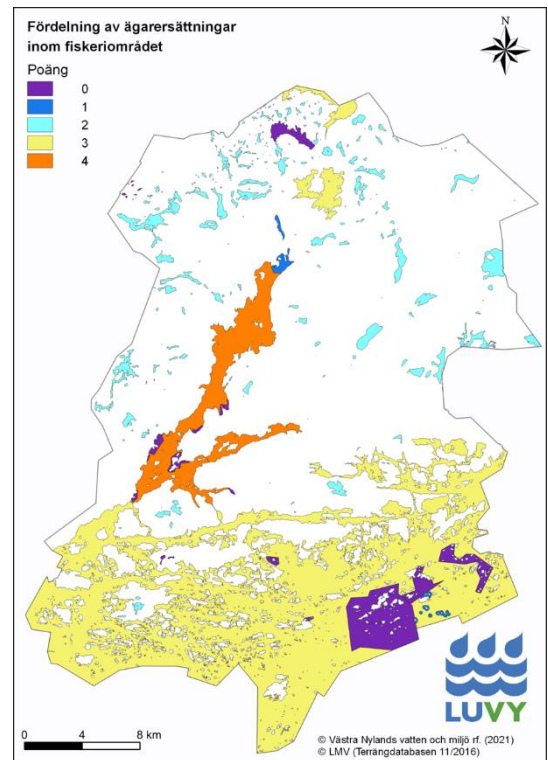 Fördelning av ägarersättningar
inom fiskeriområdet
Poäng
0
1
2
3
4
N
LUVY
0 4 8 km
© Västra Nylands vatten och miljö rf. (2021)
© LMV (Terrängdatabasen 11/2016)